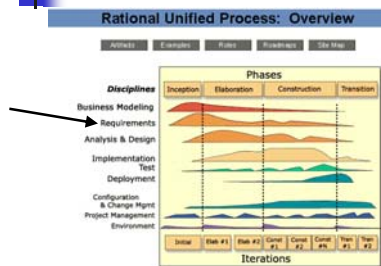 Rational Unified Process: Overview
Artifacts Examples Roles Roadmaps Site Map
Phases
Disciplines Inception Elaboration Construction Transition
Business Modeling
Requirements
Analysis & Design
Implementation
Test
Deployment
Configuration
& Change Mgmt
Project Management
Environment
Initial Elab #1 Elab #2 Const #1 Const #2 Const #N Tran #1 Tran #2
Iterations